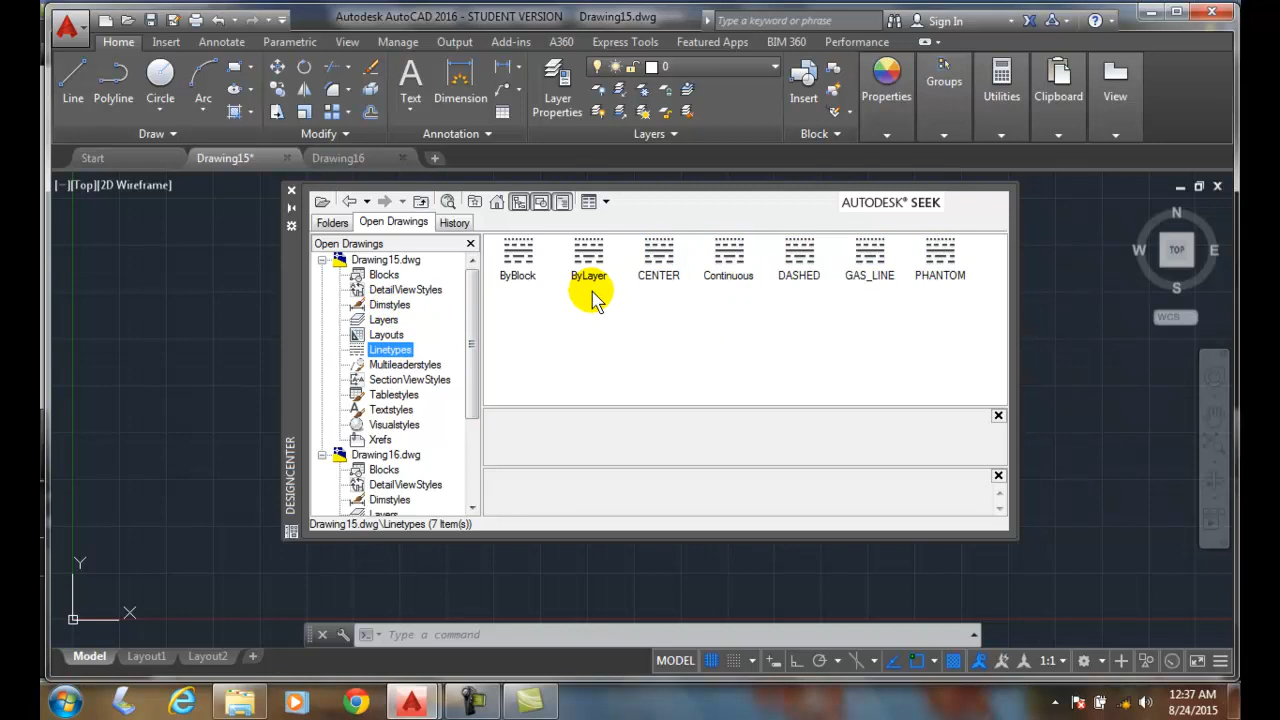 Autodesk AutoCAD 2016 - STUDENT VERSION Drawing15.dwg
Type a keyword or phrase
Sign In
Home Insert Annotate Parametric View Manage Output Add-ins A360 Express Tools Featured Apps BIM 360 Performance
0
Line Polyline Circle Arc
Text Dimension
Layer
Properties
Insert
Properties
Groups
Utilities
Clipboard
View
Draw Modify Annotation Layers Block
Start Drawing15* Drawing16
[−][Top][2D Wireframe]
AUTODESK® SEEK
Folders Open Drawings History
Open Drawings
Drawing15.dwg
Blocks
DetailViewStyles
Dimstyles
Layers
Layouts
Linetypes
Multileaderstyles
SectionViewStyles
Tablestyles
Textstyles
Visualstyles
Xrefs
Drawing16.dwg
Blocks
DetailViewStyles
Dimstyles
Layers
ByBlock ByLayer CENTER Continuous DASHED GAS_LINE PHANTOM
DESIGNCENTER
Drawing15.dwg\Linetypes (7 Item(s))
N
W TOP E
S
WCS
Y
X
Type a command
Model Layout1 Layout2
MODEL 1:1
12:37 AM
8/24/2015